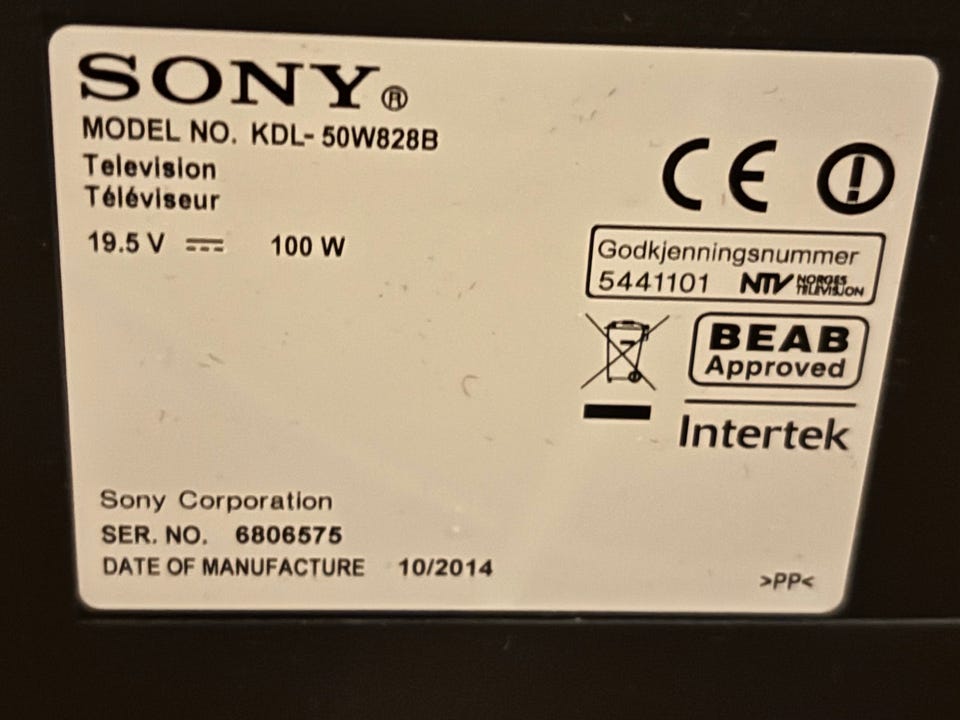 SONY®
MODEL NO. KDL- 50W828B
Television
Téléviseur
19.5 V ⎓ 100 W
CE
Godkjenningsnummer
5441101 NTV NORGES TELEVISJON
BEAB
Approved
Intertek
Sony Corporation
SER. NO. 6806575
DATE OF MANUFACTURE 10/2014
>PP<